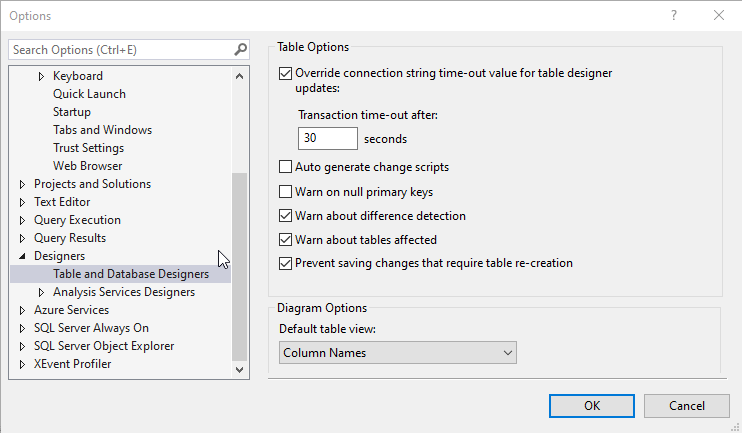 Options
Search Options (Ctrl+E)
Keyboard
Quick Launch
Startup
Tabs and Windows
Trust Settings
Web Browser
Projects and Solutions
Text Editor
Query Execution
Query Results
Designers
Table and Database Designers
Analysis Services Designers
Azure Services
SQL Server Always On
SQL Server Object Explorer
XEvent Profiler
Table Options
Override connection string time-out value for table designer
updates:
Transaction time-out after:
30 seconds
Auto generate change scripts
Warn on null primary keys
Warn about difference detection
Warn about tables affected
Prevent saving changes that require table re-creation
Diagram Options
Default table view:
Column Names
OK Cancel